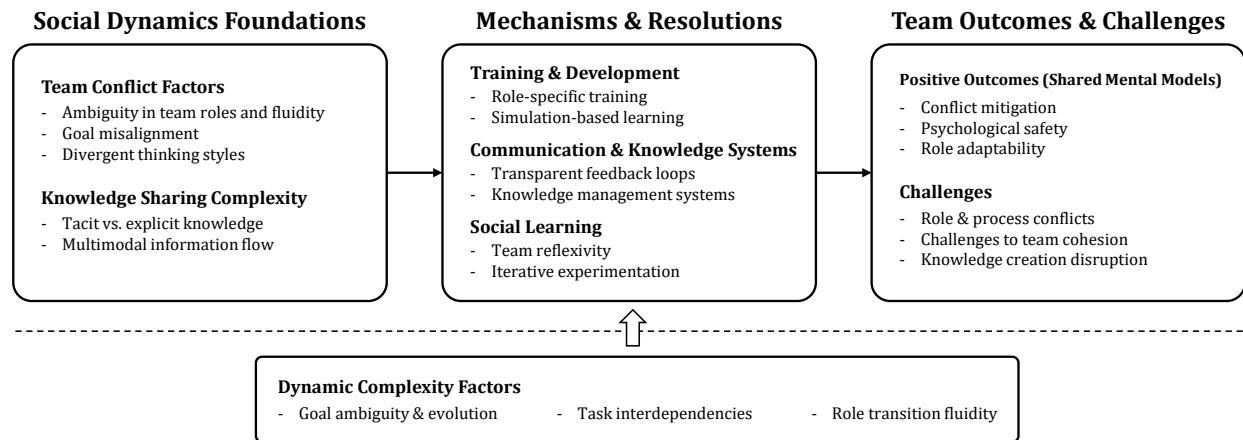 Social Dynamics Foundations
Team Conflict Factors
- Ambiguity in team roles and fluidity
- Goal misalignment
- Divergent thinking styles
Knowledge Sharing Complexity
- Tacit vs. explicit knowledge
- Multimodal information flow
Mechanisms & Resolutions
Training & Development
- Role-specific training
- Simulation-based learning
Communication & Knowledge Systems
- Transparent feedback loops
- Knowledge management systems
Social Learning
- Team reflexivity
- Iterative experimentation
Team Outcomes & Challenges
Positive Outcomes (Shared Mental Models)
- Conflict mitigation
- Psychological safety
- Role adaptability
Challenges
- Role & process conflicts
- Challenges to team cohesion
- Knowledge creation disruption
Dynamic Complexity Factors
- Goal ambiguity & evolution - Task interdependencies - Role transition fluidity